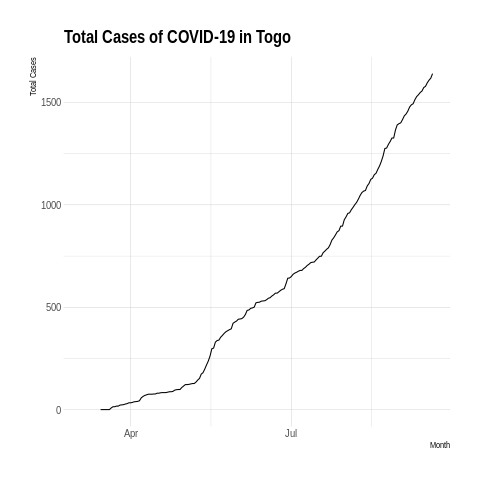 Total Cases of COVID-19 in Togo
Total Cases
1500
1000
500
0
Apr
Jul
Month